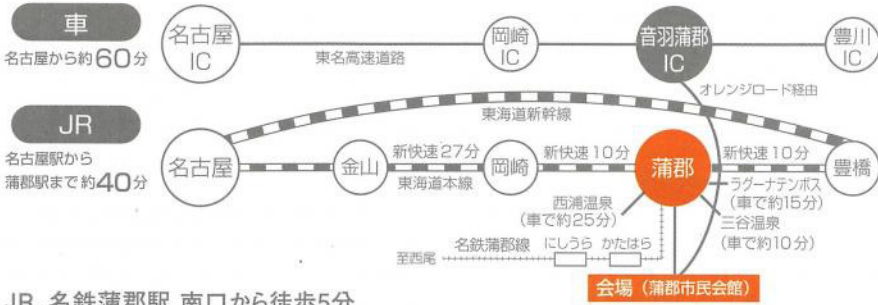 車
名古屋から約60分
名古屋
IC
東名高速道路
岡崎
IC
音羽蒲郡
IC
豊川
IC
オレンジロード経由
JR
名古屋駅から
蒲郡駅まで約40分
東海道新幹線
名古屋
金山
新快速27分
東海道本線
岡崎
新快速10分
蒲郡
新快速10分
豊橋
ラグーナテンボス
(車で約15分)
西浦温泉
(車で約25分)
三谷温泉
(車で約10分)
至西尾
名鉄蒲郡線
にしうら
かたはら
会場(蒲郡市民会館)
JR 名鉄蒲郡駅 南口から徒歩5分